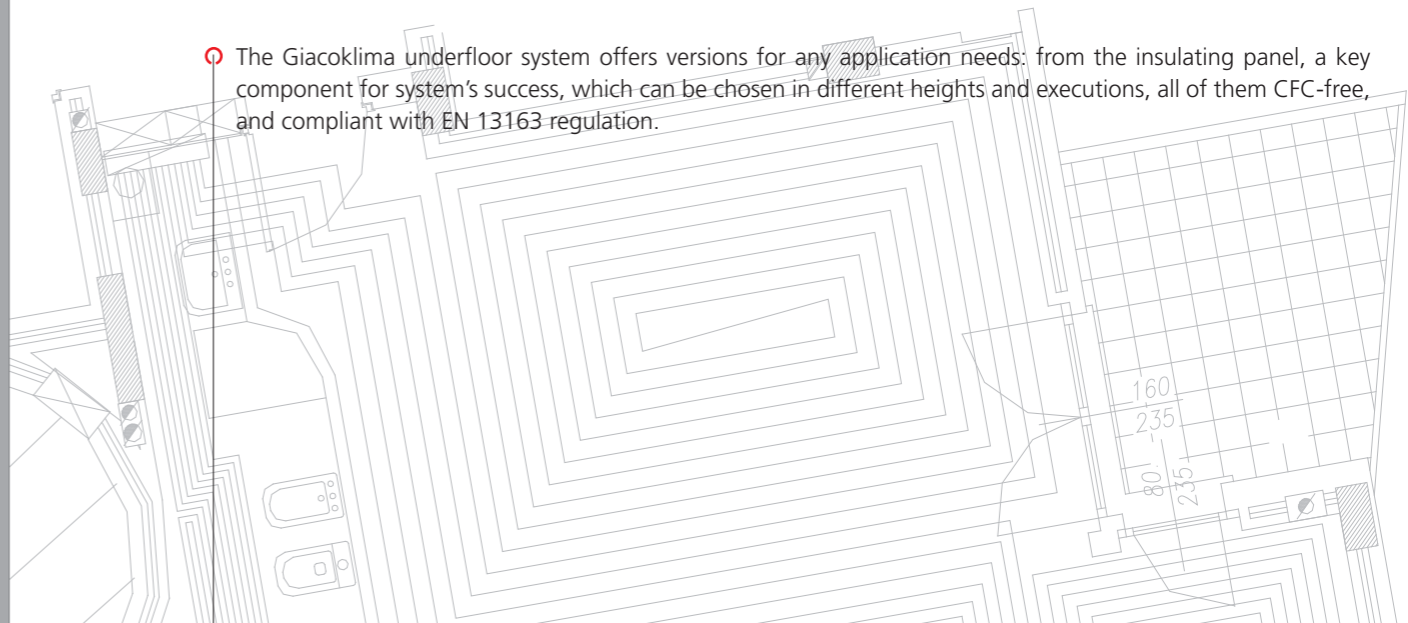 The Giacoklima underfloor system offers versions for any application needs: from the insulating panel, a key
component for system's success, which can be chosen in different heights and executions, all of them CFC-free,
and compliant with EN 13163 regulation.
160
235
80
235